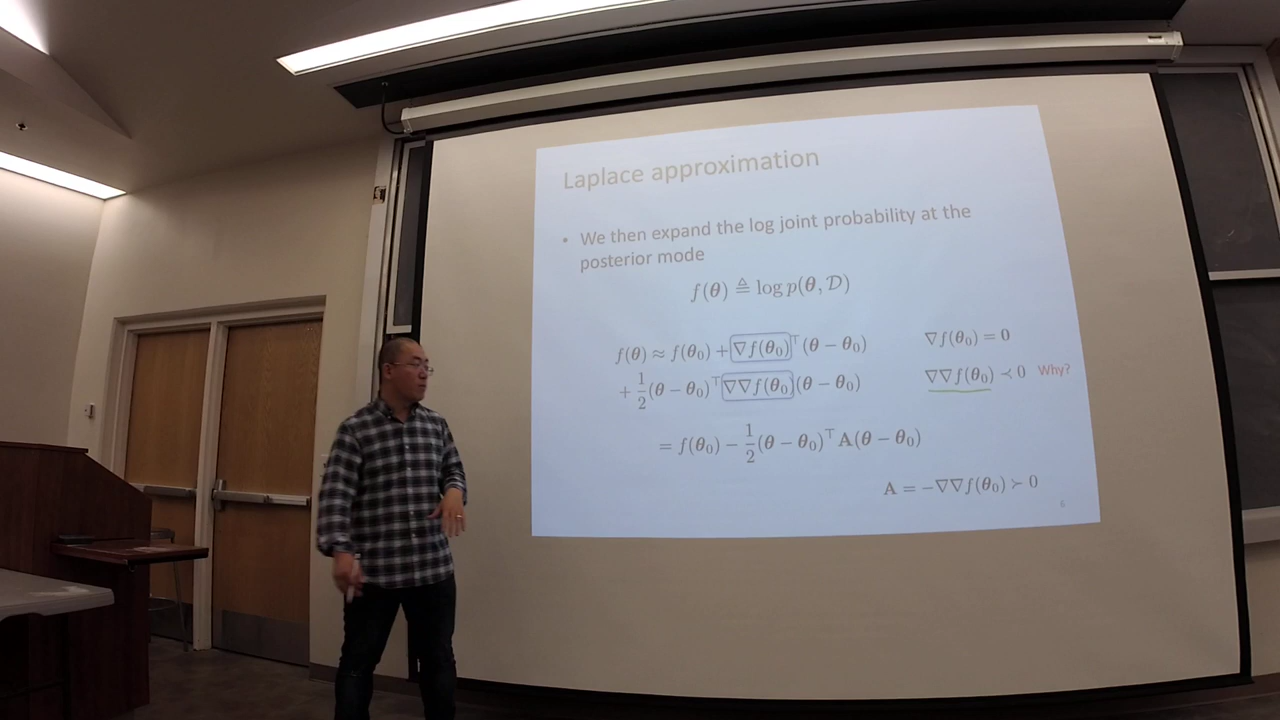 Laplace approximation
• We then expand the log joint probability at the
posterior mode
f(θ) ≜ log p(θ, 𝒟)
f(θ) ≈ f(θ₀) + ∇f(θ₀)⊤(θ − θ₀)
∇f(θ₀) = 0
+ 1/2(θ − θ₀)⊤∇∇f(θ₀)(θ − θ₀)
∇∇f(θ₀) ≺ 0 Why?
= f(θ₀) − 1/2(θ − θ₀)⊤A(θ − θ₀)
A = −∇∇f(θ₀) ≻ 0
6